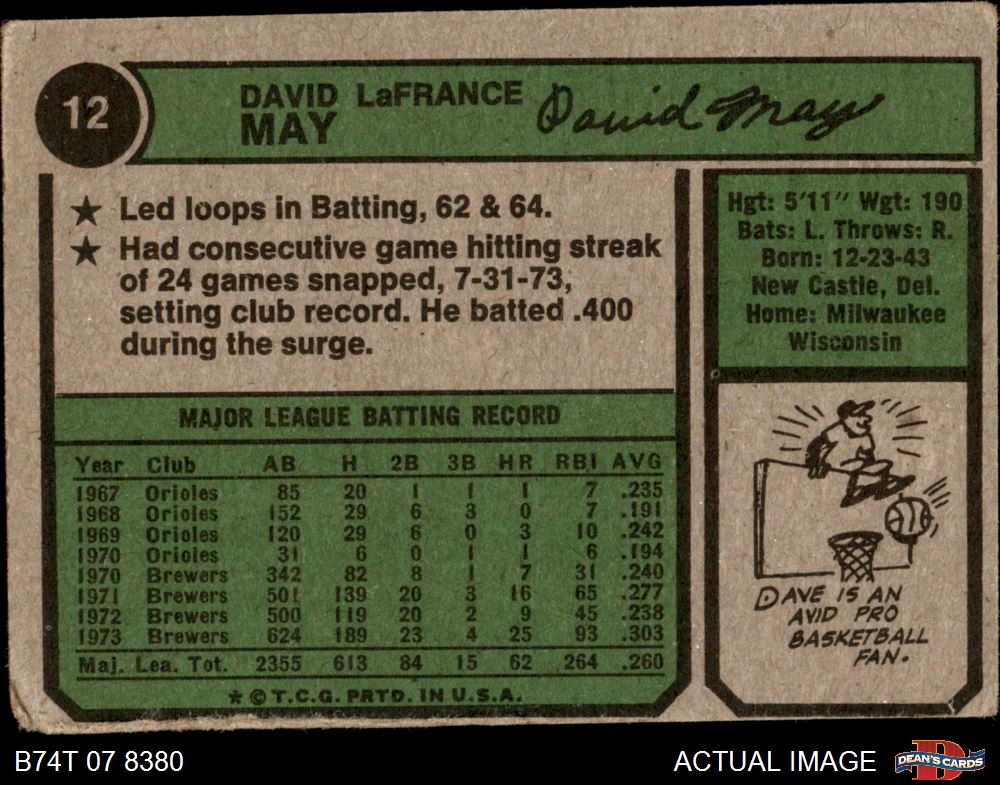 12
DAVID LaFRANCE
MAY
David May
★ Led loops in Batting, 62 & 64.
★ Had consecutive game hitting streak
of 24 games snapped, 7-31-73,
setting club record. He batted .400
during the surge.
Hgt: 5'11" Wgt: 190
Bats: L. Throws: R.
Born: 12-23-43
New Castle, Del.
Home: Milwaukee
Wisconsin
MAJOR LEAGUE BATTING RECORD
Year Club AB H 2B 3B HR RBI AVG
1967 Orioles 85 20 1 1 1 7 .235
1968 Orioles 152 29 6 3 0 7 .191
1969 Orioles 120 29 6 0 3 10 .242
1970 Orioles 31 6 0 1 1 6 .194
1970 Brewers 342 82 8 1 7 31 .240
1971 Brewers 501 139 20 3 16 65 .277
1972 Brewers 500 119 20 2 9 45 .238
1973 Brewers 624 189 23 4 25 93 .303
Maj. Lea. Tot. 2355 613 84 15 62 264 .260
* © T.C.G. PRTD. IN U.S.A.
DAVE IS AN
AVID PRO
BASKETBALL
FAN.
B74T 07 8380
ACTUAL IMAGE
DEAN'S CARDS